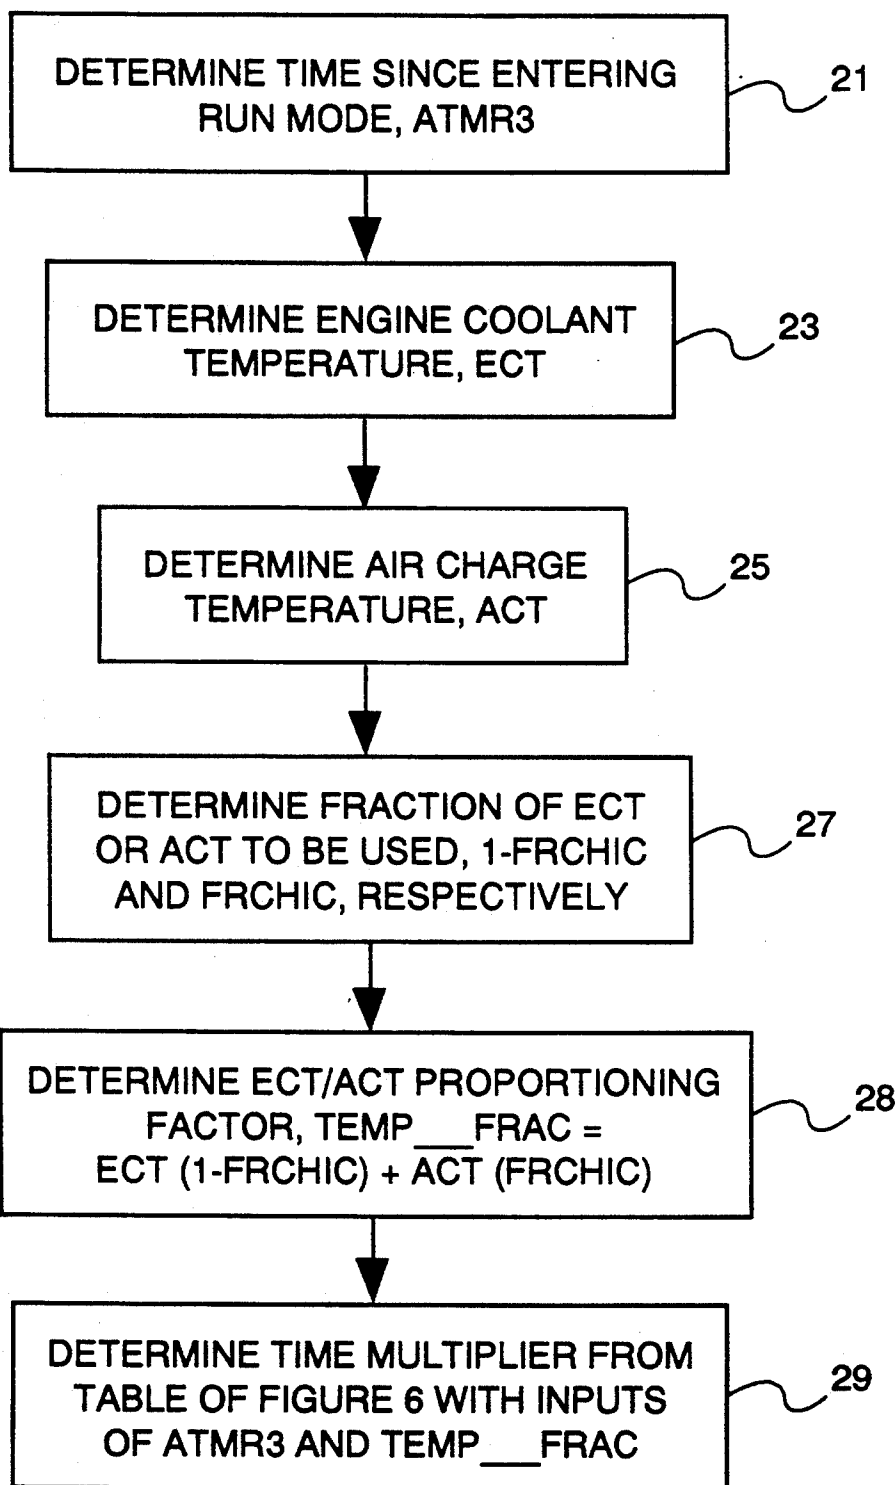 DETERMINE TIME SINCE ENTERING
RUN MODE, ATMR3
21
DETERMINE ENGINE COOLANT
TEMPERATURE, ECT
23
DETERMINE AIR CHARGE
TEMPERATURE, ACT
25
DETERMINE FRACTION OF ECT
OR ACT TO BE USED, 1-FRCHIC
AND FRCHIC, RESPECTIVELY
27
DETERMINE ECT/ACT PROPORTIONING
FACTOR, TEMP___FRAC =
ECT (1-FRCHIC) + ACT (FRCHIC)
28
DETERMINE TIME MULTIPLIER FROM
TABLE OF FIGURE 6 WITH INPUTS
OF ATMR3 AND TEMP___FRAC
29